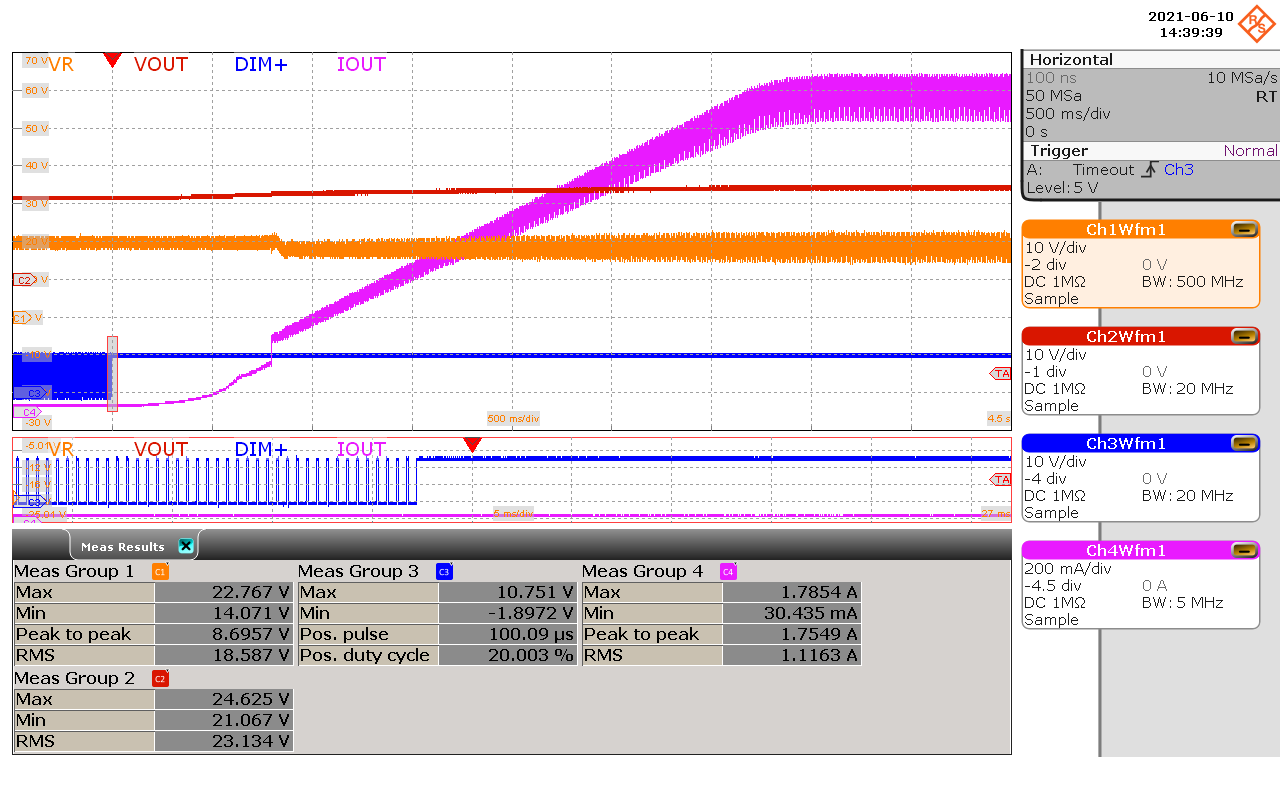 2021-06-10
14:39:39
R S
70 V VR VOUT DIM+ IOUT
60 V
50 V
40 V
30 V
20 V
C2 V
C1 V
C3
C4
-30 V
500 ms/div
4.5 s
TA
-5.01 VR VOUT DIM+ IOUT
C3
5 ms/div
27 ms
TA
Horizontal
100 ns 10 MSa/s
50 MSa RT
500 ms/div
0 s
Trigger Normal
A: Timeout Ch3
Level: 5 V
Ch1Wfm1
10 V/div
-2 div 0 V
DC 1MΩ BW: 500 MHz
Sample
Ch2Wfm1
10 V/div
-1 div 0 V
DC 1MΩ BW: 20 MHz
Sample
Ch3Wfm1
10 V/div
-4 div 0 V
DC 1MΩ BW: 20 MHz
Sample
Ch4Wfm1
200 mA/div
-4.5 div 0 A
DC 1MΩ BW: 5 MHz
Sample
Meas Results
Meas Group 1 C1
Max 22.767 V
Min 14.071 V
Peak to peak 8.6957 V
RMS 18.587 V
Meas Group 3 C3
Max 10.751 V
Min -1.8972 V
Pos. pulse 100.09 µs
Pos. duty cycle 20.003 %
Meas Group 4 C4
Max 1.7854 A
Min 30.435 mA
Peak to peak 1.7549 A
RMS 1.1163 A
Meas Group 2 C2
Max 24.625 V
Min 21.067 V
RMS 23.134 V